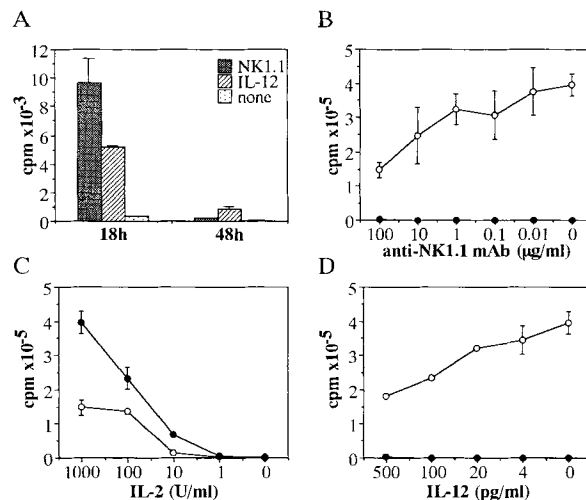 A
cpm x10-3
12
10
8
6
4
2
0
NK1.1
IL-12
none
18h 48h
B
cpm x10-5
5
4
3
2
1
0
100 10 1 0.1 0.01 0
anti-NK1.1 mAb (µg/ml)
C
cpm x10-5
5
4
3
2
1
0
1000 100 10 1 0
IL-2 (U/ml)
D
cpm x10-5
5
4
3
2
1
0
500 100 20 4 0
IL-12 (pg/ml)